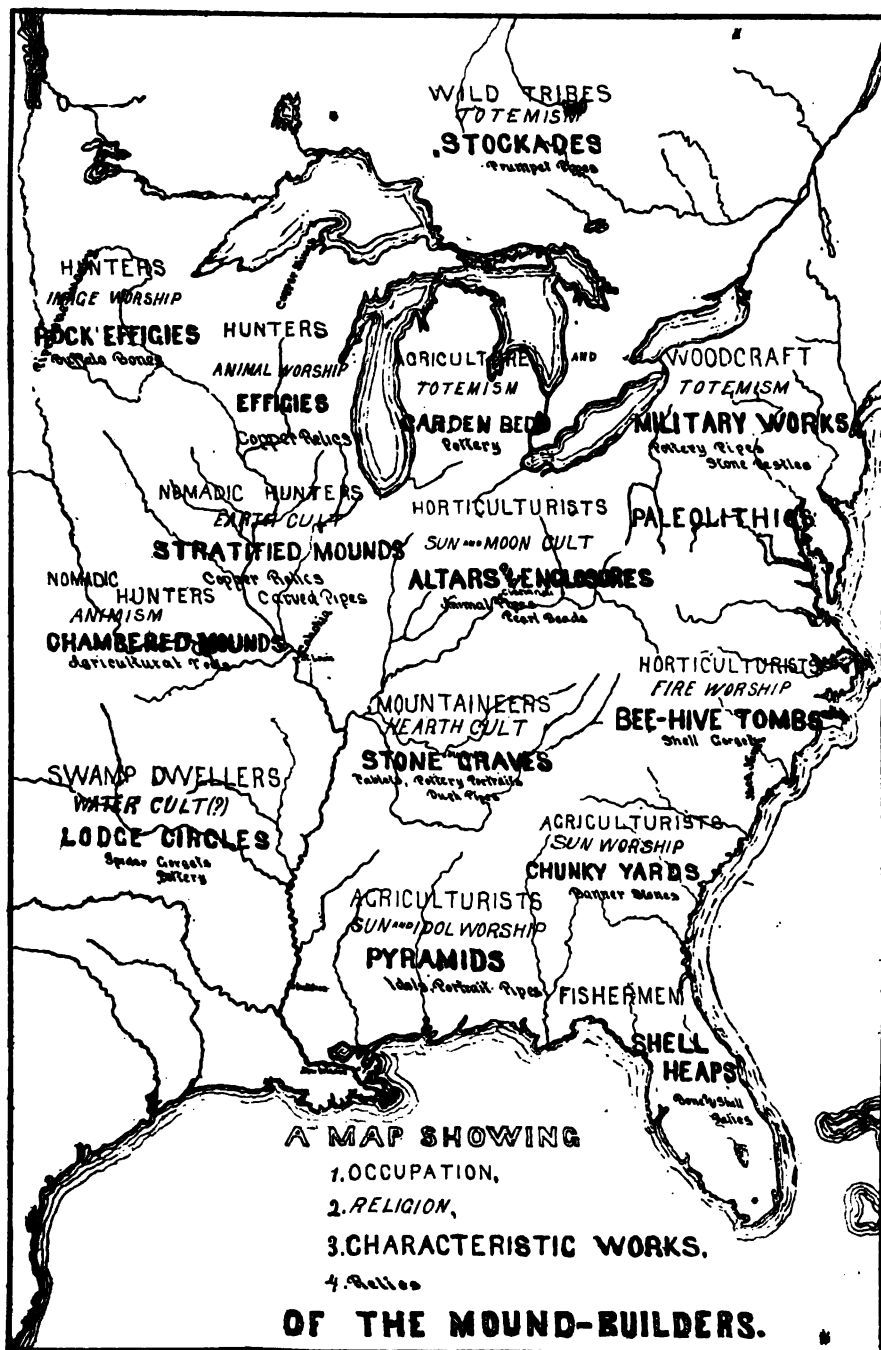 WILD TRIBES
TOTEMISM
STOCKADES
Trumpet Pipes
HUNTERS
IMAGE WORSHIP
ROCK EFFIGIES
Buffalo Bones
Copper Mines
HUNTERS
ANIMAL WORSHIP
EFFIGIES
Copper Relics
AGRICULTURE AND WOODCRAFT
TOTEMISM
GARDEN BEDS
Pottery
TOTEMISM
MILITARY WORKS
Pottery Pipes
Stone Pestles
NOMADIC HUNTERS
EARTH CULT
STRATIFIED MOUNDS
Copper Relics
Carved Pipes
HORTICULTURISTS
SUN AND MOON CULT
ALTARS & ENCLOSURES
Animal Pipes
Pearl Beads
PALEOLITHICS
NOMADIC
HUNTERS
ANIMISM
CHAMBERED MOUNDS
Agricultural Tools
Cahokia
MOUNTAINEERS
HEARTH CULT
STONE GRAVES
Tablets, Pottery Portraits
Duck Pipes
HORTICULTURISTS
FIRE WORSHIP
BEE-HIVE TOMBS
Shell Gorgets
SWAMP DWELLERS
WATER CULT(?)
LODGE CIRCLES
Spider Gorgets
Pottery
AGRICULTURISTS
SUN WORSHIP
CHUNKY YARDS
Banner Stones
AGRICULTURISTS
SUN AND IDOL WORSHIP
PYRAMIDS
Idols, Portrait Pipes
FISHERMEN
SHELL
HEAPS
Bone & Shell
Relics
A MAP SHOWING
1. OCCUPATION,
2. RELIGION,
3. CHARACTERISTIC WORKS.
4. Relics
OF THE MOUND-BUILDERS.